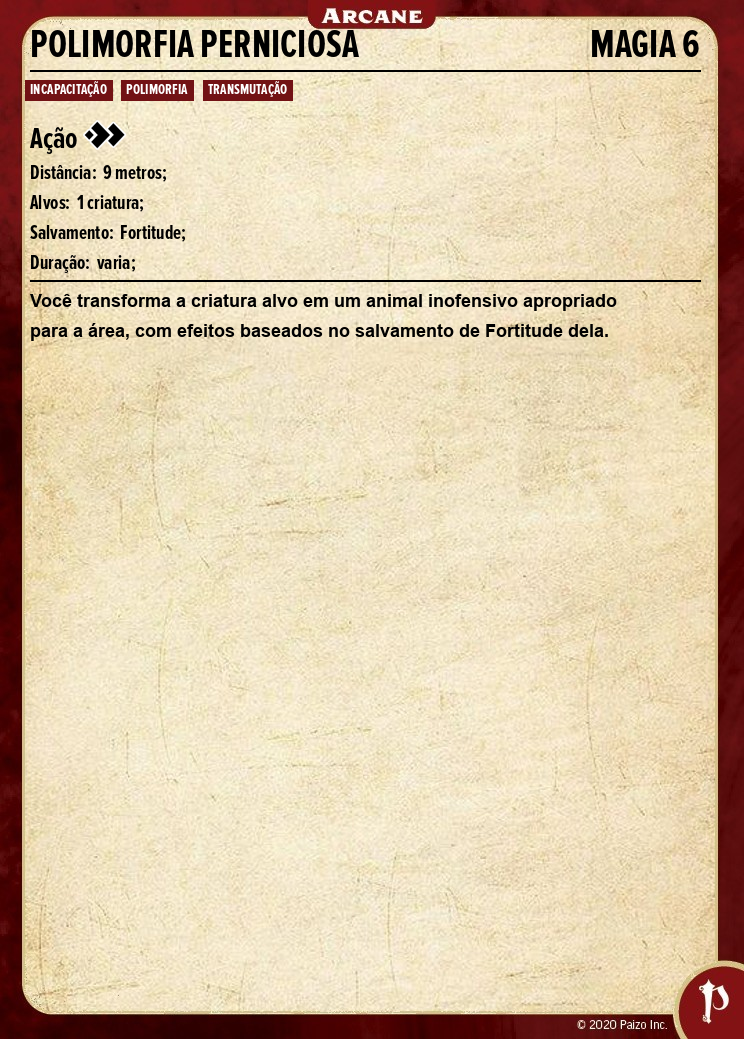 ARCANE
POLIMORFIA PERNICIOSA MAGIA 6
INCAPACITAÇÃO POLIMORFIA TRANSMUTAÇÃO
Ação
Distância: 9 metros;
Alvos: 1 criatura;
Salvamento: Fortitude;
Duração: varia;
Você transforma a criatura alvo em um animal inofensivo apropriado
para a área, com efeitos baseados no salvamento de Fortitude dela.
© 2020 Paizo Inc.